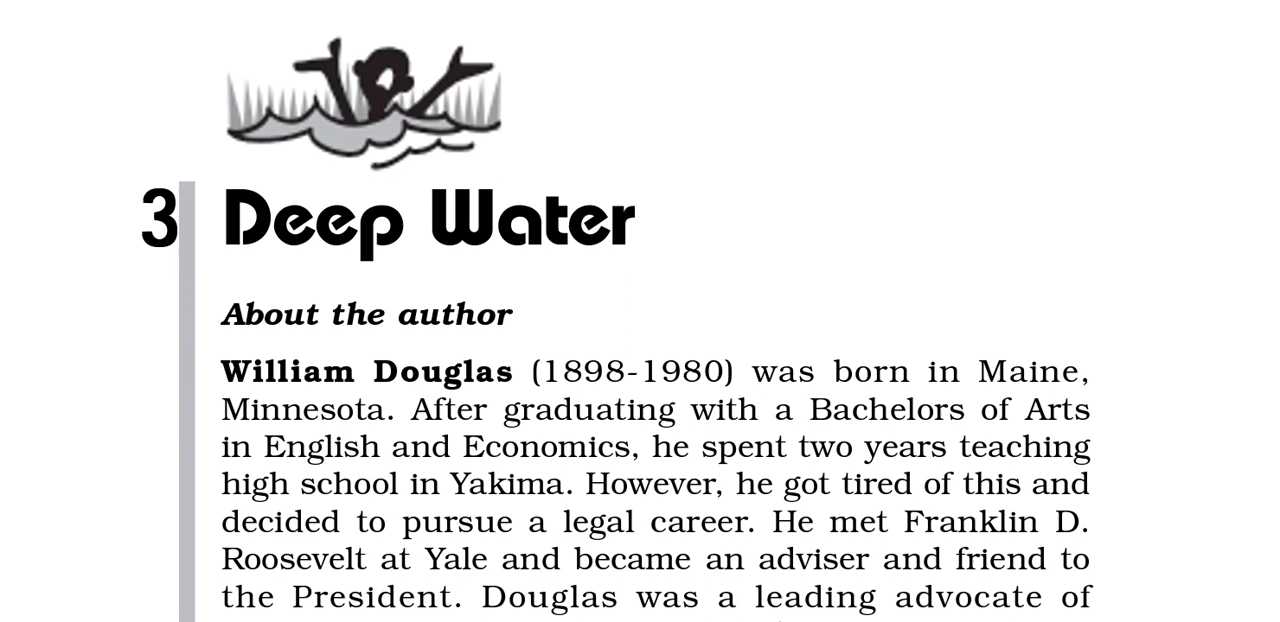 3 Deep Water
About the author
William Douglas (1898-1980) was born in Maine,
Minnesota. After graduating with a Bachelors of Arts
in English and Economics, he spent two years teaching
high school in Yakima. However, he got tired of this and
decided to pursue a legal career. He met Franklin D.
Roosevelt at Yale and became an adviser and friend to
the President. Douglas was a leading advocate of